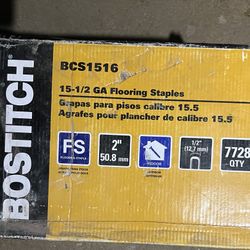 BOSTITCH
BCS1516
15-1/2 GA Flooring Staples
Grapas para pisos calibre 15.5
Agrafes pour plancher de calibre 15.5
FS
2"
50.8 mm
INDOOR
1/2"
(12,7 mm)
7728
QTY